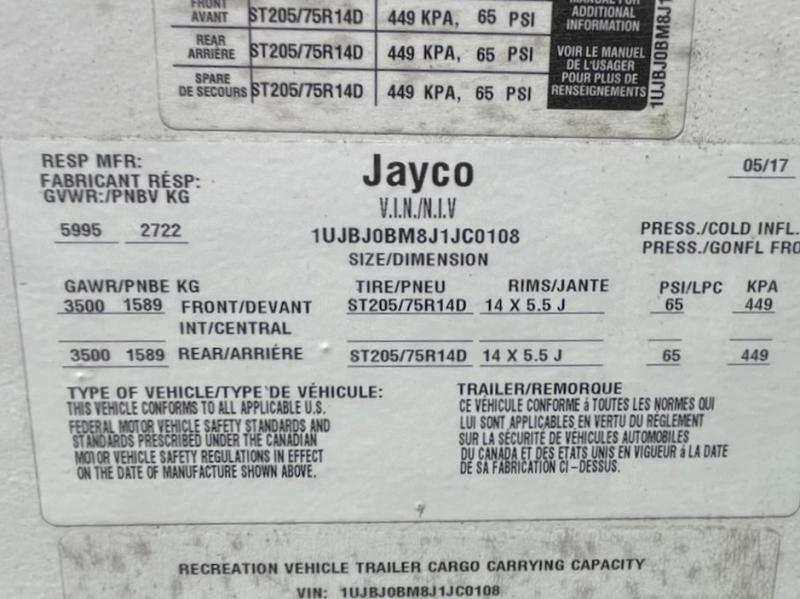 FRONT
AVANT ST205/75R14D 449 KPA, 65 PSI
REAR
ARRIÈRE ST205/75R14D 449 KPA, 65 PSI
SPARE
DE SECOURS ST205/75R14D 449 KPA, 65 PSI
MANUAL FOR
ADDITIONAL
INFORMATION
VOIR LE MANUEL
DE L'USAGER
POUR PLUS DE
RENSEIGNEMENTS
1UJBJ0BM8J1
RESP MFR:
FABRICANT RÉSP:
Jayco
05/17
GVWR:/PNBV KG
V.I.N./N.I.V
5995 2722
1UJBJ0BM8J1JC0108
PRESS./COLD INFL.
PRESS./GONFL FRO
SIZE/DIMENSION
GAWR/PNBE KG TIRE/PNEU RIMS/JANTE PSI/LPC KPA
3500 1589 FRONT/DEVANT ST205/75R14D 14 X 5.5 J 65 449
INT/CENTRAL
3500 1589 REAR/ARRIÉRE ST205/75R14D 14 X 5.5 J 65 449
TYPE OF VEHICLE/TYPE DE VÉHICULE:
THIS VEHICLE CONFORMS TO ALL APPLICABLE U.S.
FEDERAL MOTOR VEHICLE SAFETY STANDARDS AND
STANDARDS PRESCRIBED UNDER THE CANADIAN
MOTOR VEHICLE SAFETY REGULATIONS IN EFFECT
ON THE DATE OF MANUFACTURE SHOWN ABOVE.
TRAILER/REMORQUE
CE VÉHICULE CONFORME á TOUTES LES NORMES QUI
LUI SONT APPLICABLES EN VERTU DU RÈGLEMENT
SUR LA SÉCURITÉ DE VÉHICULES AUTOMOBILES
DU CANADA ET DES ETATS UNIS EN VIGUEUR á LA DATE
DE SA FABRICATION CI-DESSUS.
RECREATION VEHICLE TRAILER CARGO CARRYING CAPACITY
VIN: 1UJBJ0BM8J1JC0108